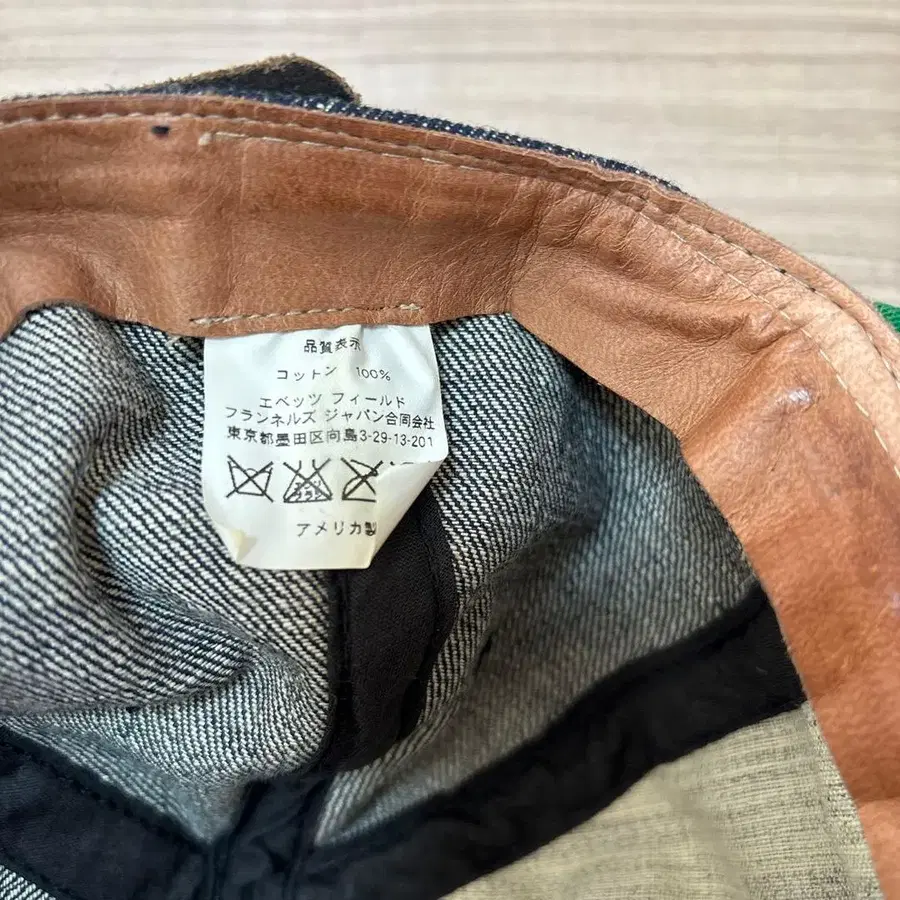 品質表示
コットン 100%
エベッツ フィールド
フランネルズ ジャパン合同会社
東京都墨田区向島3-29-13-201
アメリカ製